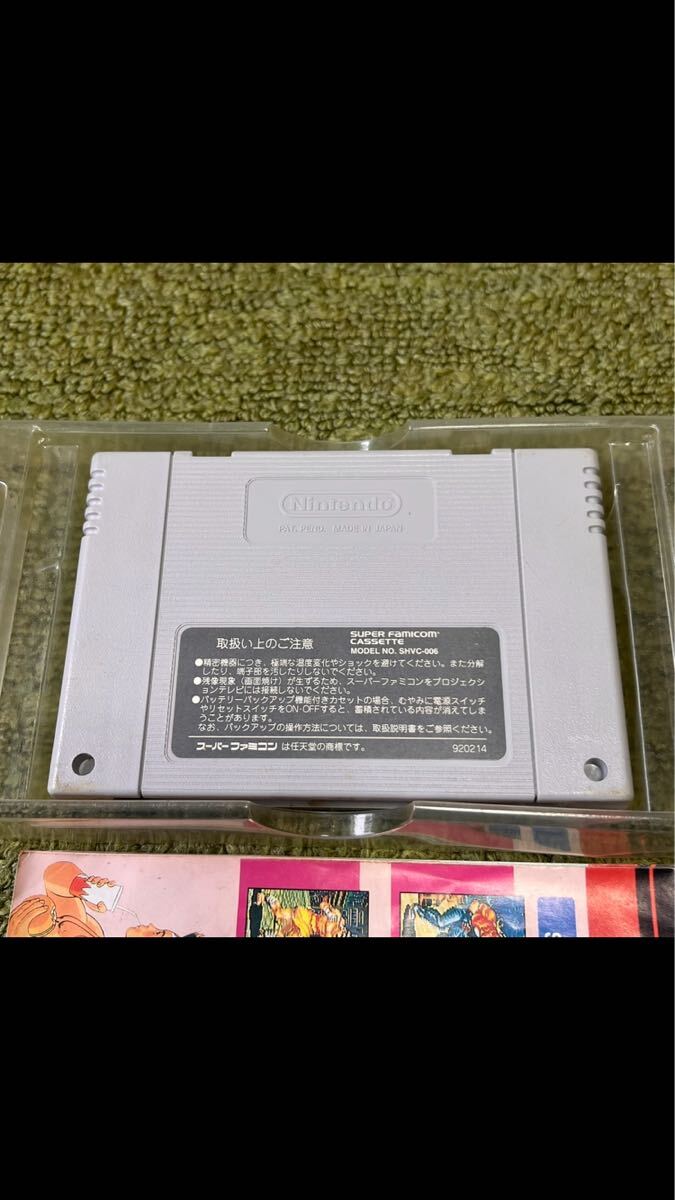 Nintendo
PAT. PEND. MADE IN JAPAN
取扱い上のご注意
SUPER FAMICOM
CASSETTE
MODEL NO. SHVC-006
●精密機器につき、極端な温度変化やショックを避けてください。また分解
したり、端子部を汚したりしないでください。
●残像現象（画面焼け）が生ずるため、スーパーファミコンをプロジェクシ
ョンテレビには接続しないでください。
●バッテリーバックアップ機能付きカセットの場合、むやみに電源スイッチ
やリセットスイッチをON-OFFすると、蓄積されている内容が消えてしま
うことがあります。
なお、バックアップの操作方法については、取扱説明書をご参照ください。
スーパーファミコン は任天堂の商標です。
920214